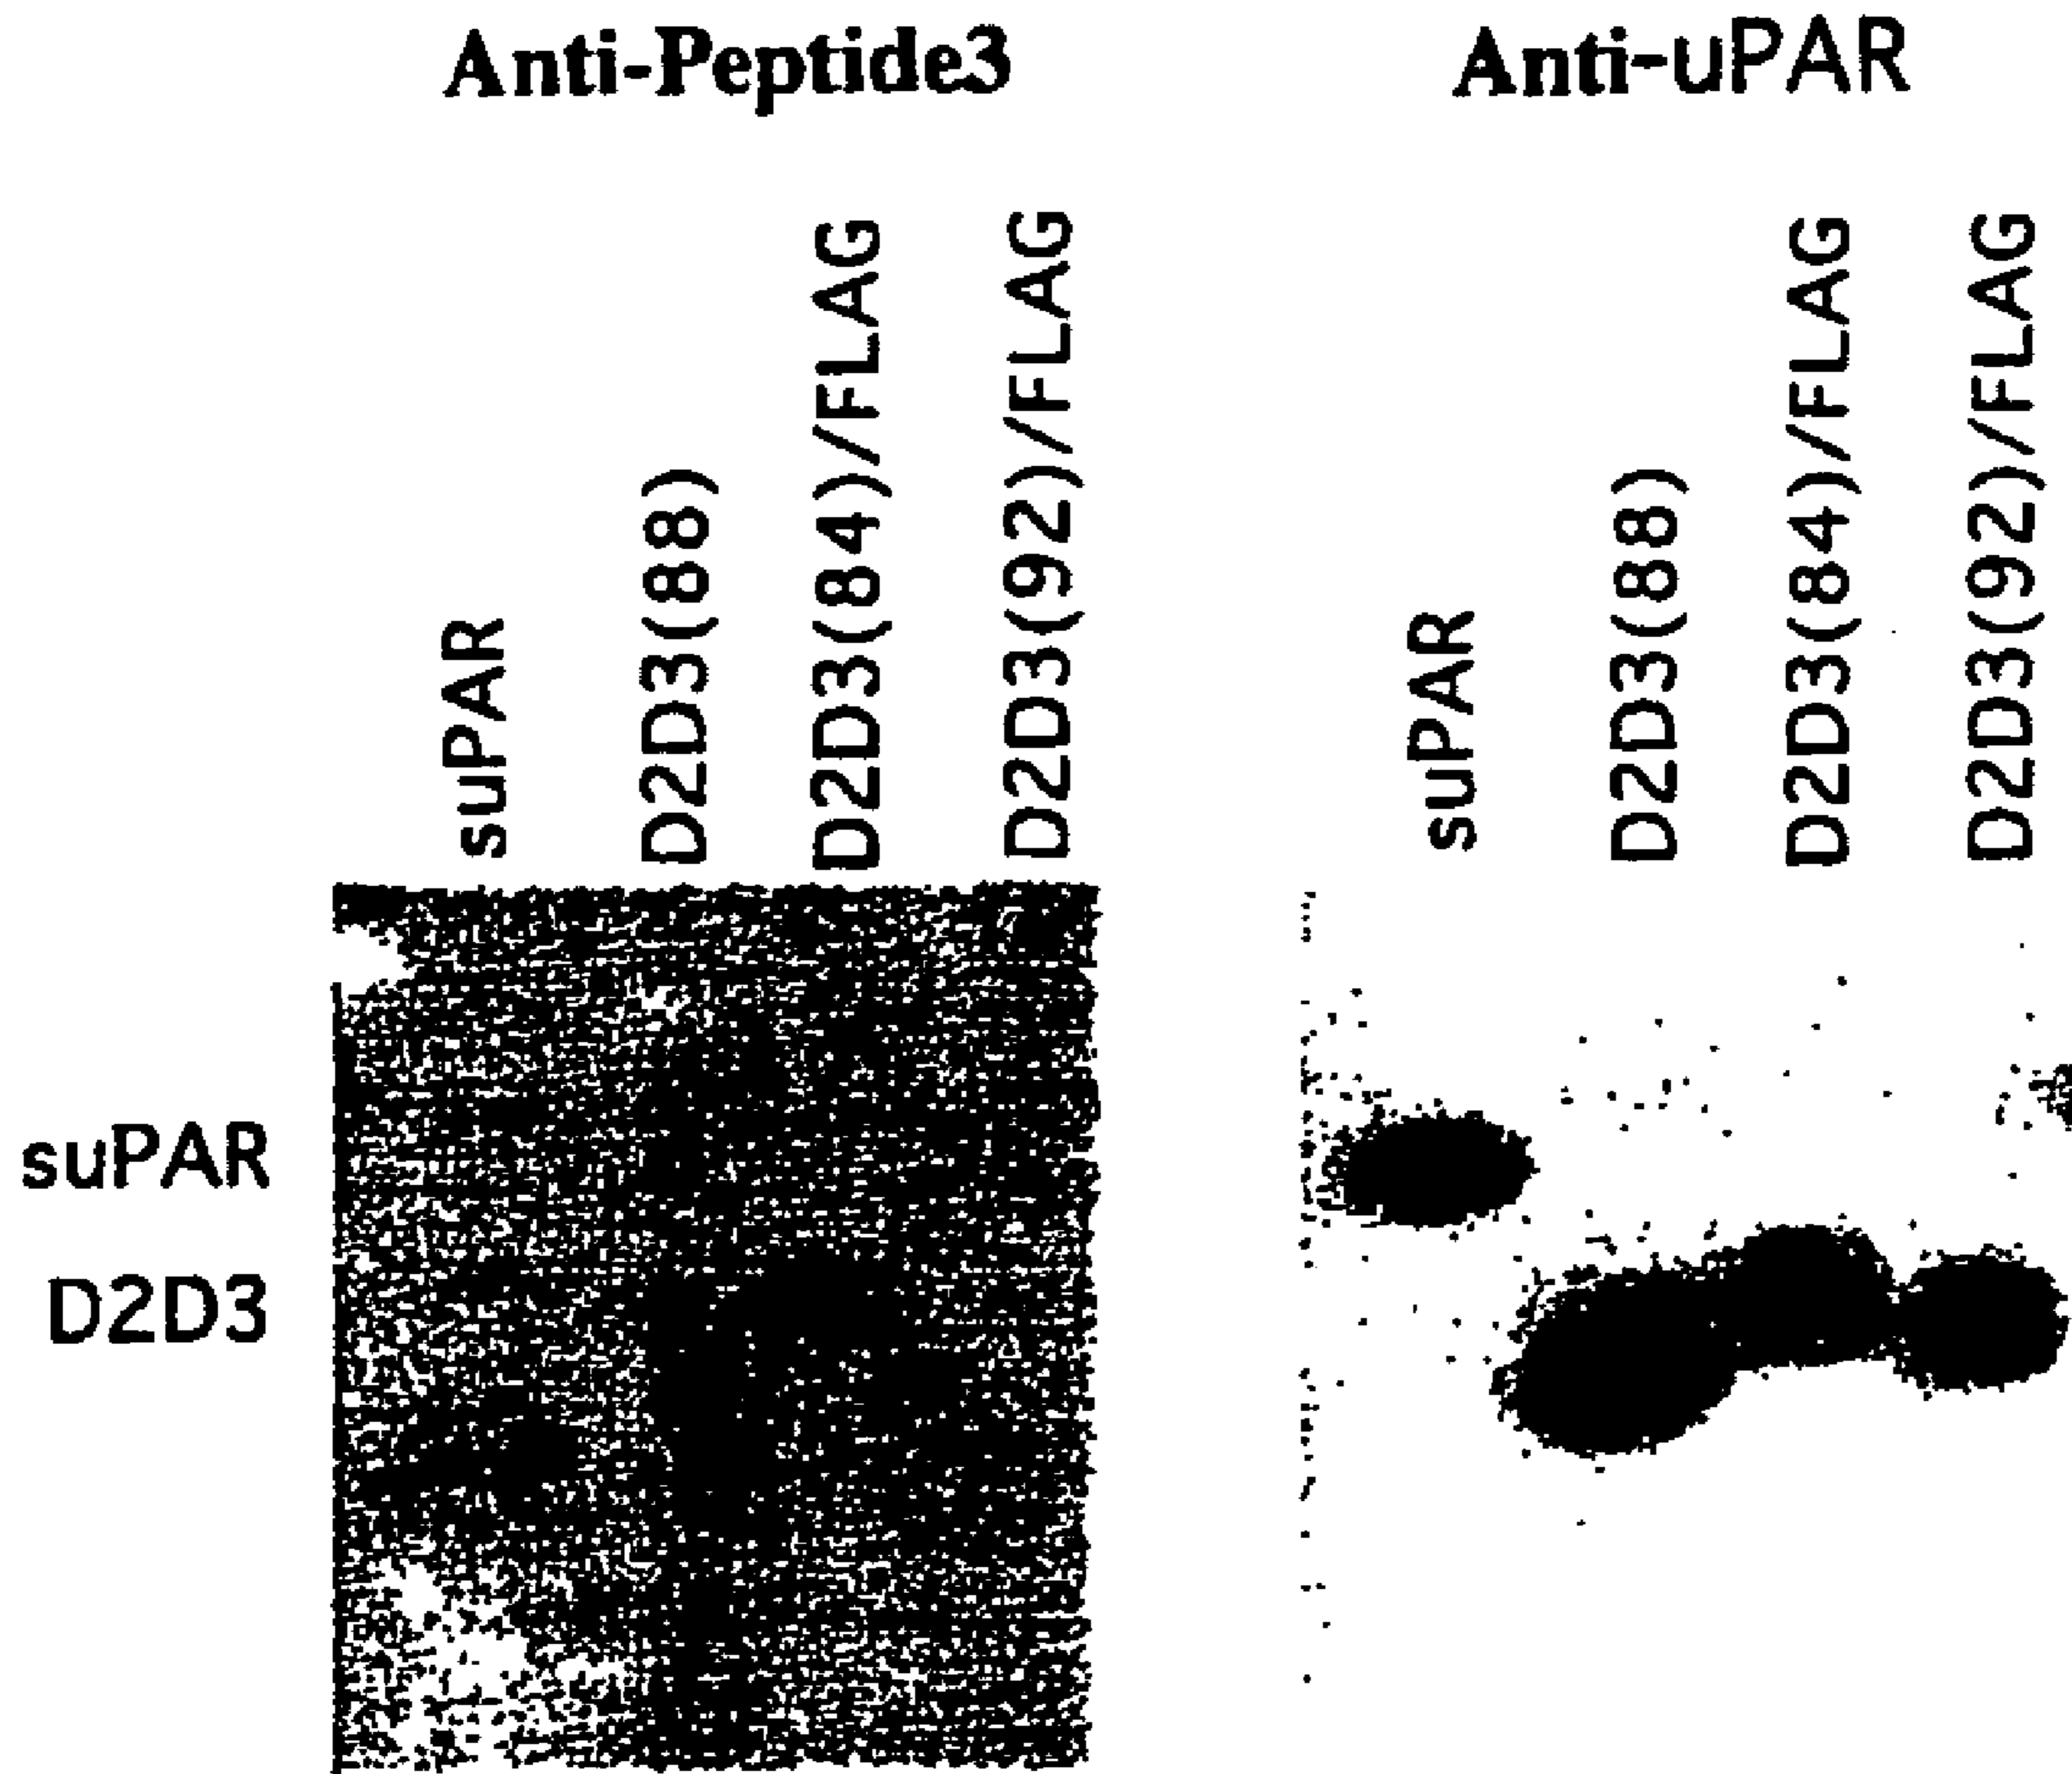 Anti-Peptide3
Anti-uPAR
suPAR
D2D3(88)
D2D3(84)/FLAG
D2D3(92)/FLAG
suPAR
D2D3(88)
D2D3(84)/FLAG
D2D3(92)/FLAG
suPAR
D2D3